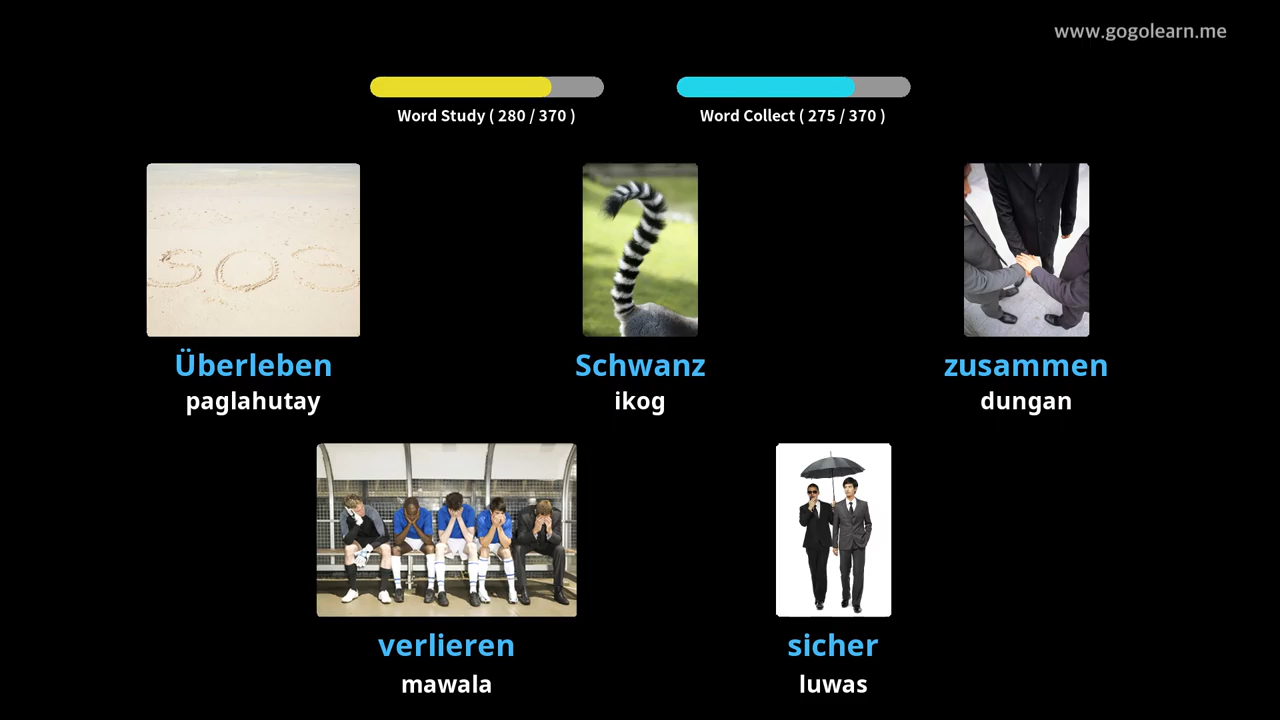 www.gogolearn.me
Word Study ( 280 / 370 )
Word Collect ( 275 / 370 )
SOS
Überleben
paglahutay
Schwanz
ikog
zusammen
dungan
verlieren
mawala
sicher
luwas